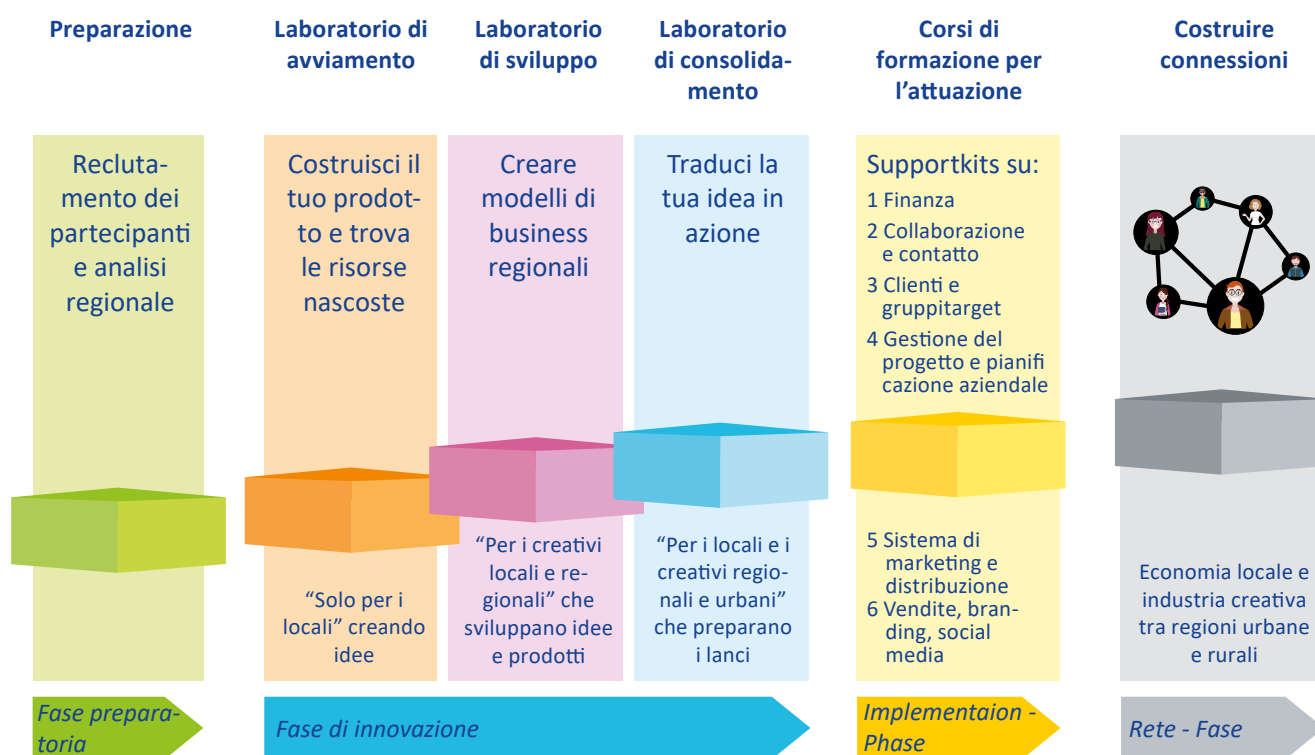 Preparazione
Laboratorio di
avviamento
Laboratorio
di sviluppo
Laboratorio
di consolida-
mento
Corsi di
formazione per
l'attuazione
Costruire
connessioni
Recluta-
mento dei
partecipanti
e analisi
regionale
Costruisci il
tuo prodot-
to e trova
le risorse
nascoste
"Solo per i
locali" creando
idee
Creare
modelli di
business
regionali
"Per i creativi
locali e re-
gionali" che
sviluppano idee
e prodotti
Traduci la
tua idea in
azione
"Per i locali e i
creativi regio-
nali e urbani"
che preparano
i lanci
Supportkits su:
1 Finanza
2 Collaborazione
e contatto
3 Clienti e
gruppitarget
4 Gestione del
progetto e pianifi
cazione aziendale
5 Sistema di
marketing e
distribuzione
6 Vendite, bran-
ding, social
media
Economia locale e
industria creativa
tra regioni urbane
e rurali
Fase prepara-
toria
Fase di innovazione
Implementaion -
Phase
Rete - Fase